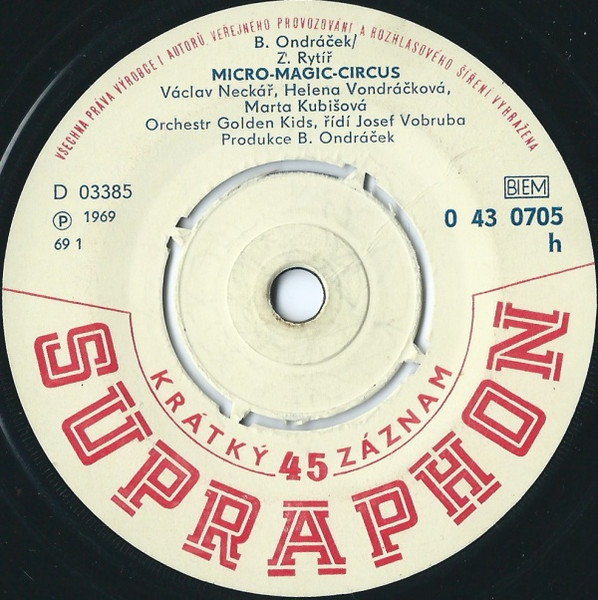 VŠECHNA PRÁVA VÝROBCE I AUTORŮ. VEŘEJNÉHO PROVOZOVÁNÍ A ROZHLASOVÉHO ŠÍŘENÍ VYHRAŽENA
B. Ondráček/
Z. Rytíř
MICRO-MAGIC-CIRCUS
Václav Neckář, Helena Vondráčková,
Marta Kubišová
Orchestr Golden Kids, řídí Josef Vobruba
Produkce B. Ondráček
D 03385
Ⓟ 1969
69 1
BIEM
0 43 0705
h
KRÁTKÝ 45 ZÁZNAM
SUPRAPHON